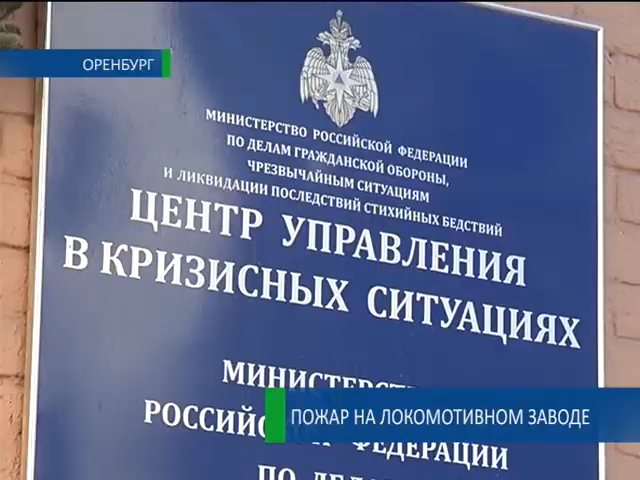 ОРЕНБУРГ
МИНИСТЕРСТВО РОССИЙСКОЙ ФЕДЕРАЦИИ
ПО ДЕЛАМ ГРАЖДАНСКОЙ ОБОРОНЫ,
ЧРЕЗВЫЧАЙНЫМ СИТУАЦИЯМ
И ЛИКВИДАЦИИ ПОСЛЕДСТВИЙ СТИХИЙНЫХ БЕДСТВИЙ
ЦЕНТР УПРАВЛЕНИЯ
В КРИЗИСНЫХ СИТУАЦИЯХ
ПОЖАР НА ЛОКОМОТИВНОМ ЗАВОДЕ
ФЕДЕРАЦИИ
ПО